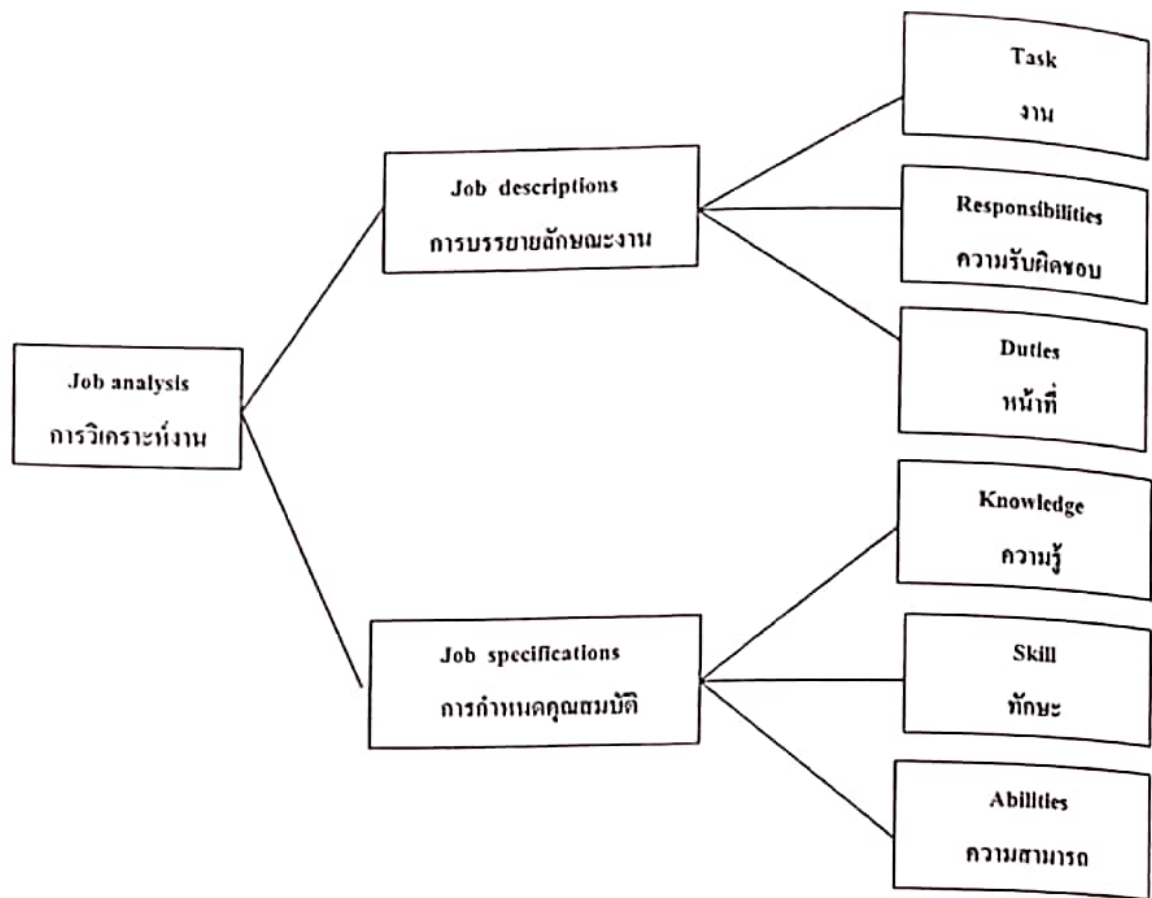 Job analysis
การวิเคราะห์งาน
Job descriptions
การบรรยายลักษณะงาน
Task
งาน
Responsibilities
ความรับผิดชอบ
Duties
หน้าที่
Job specifications
การกำหนดคุณสมบัติ
Knowledge
ความรู้
Skill
ทักษะ
Abilities
ความสามารถ